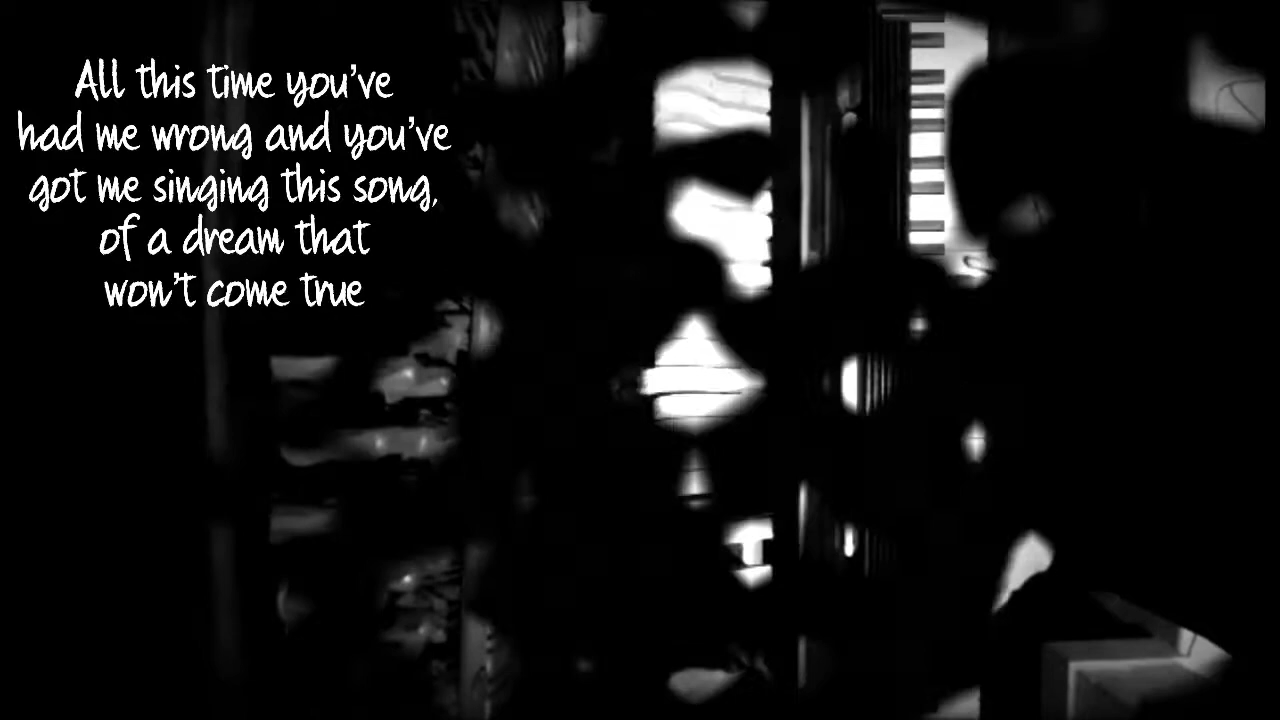 All this time you've
had me wrong and you've
got me singing this song,
of a dream that
won't come true